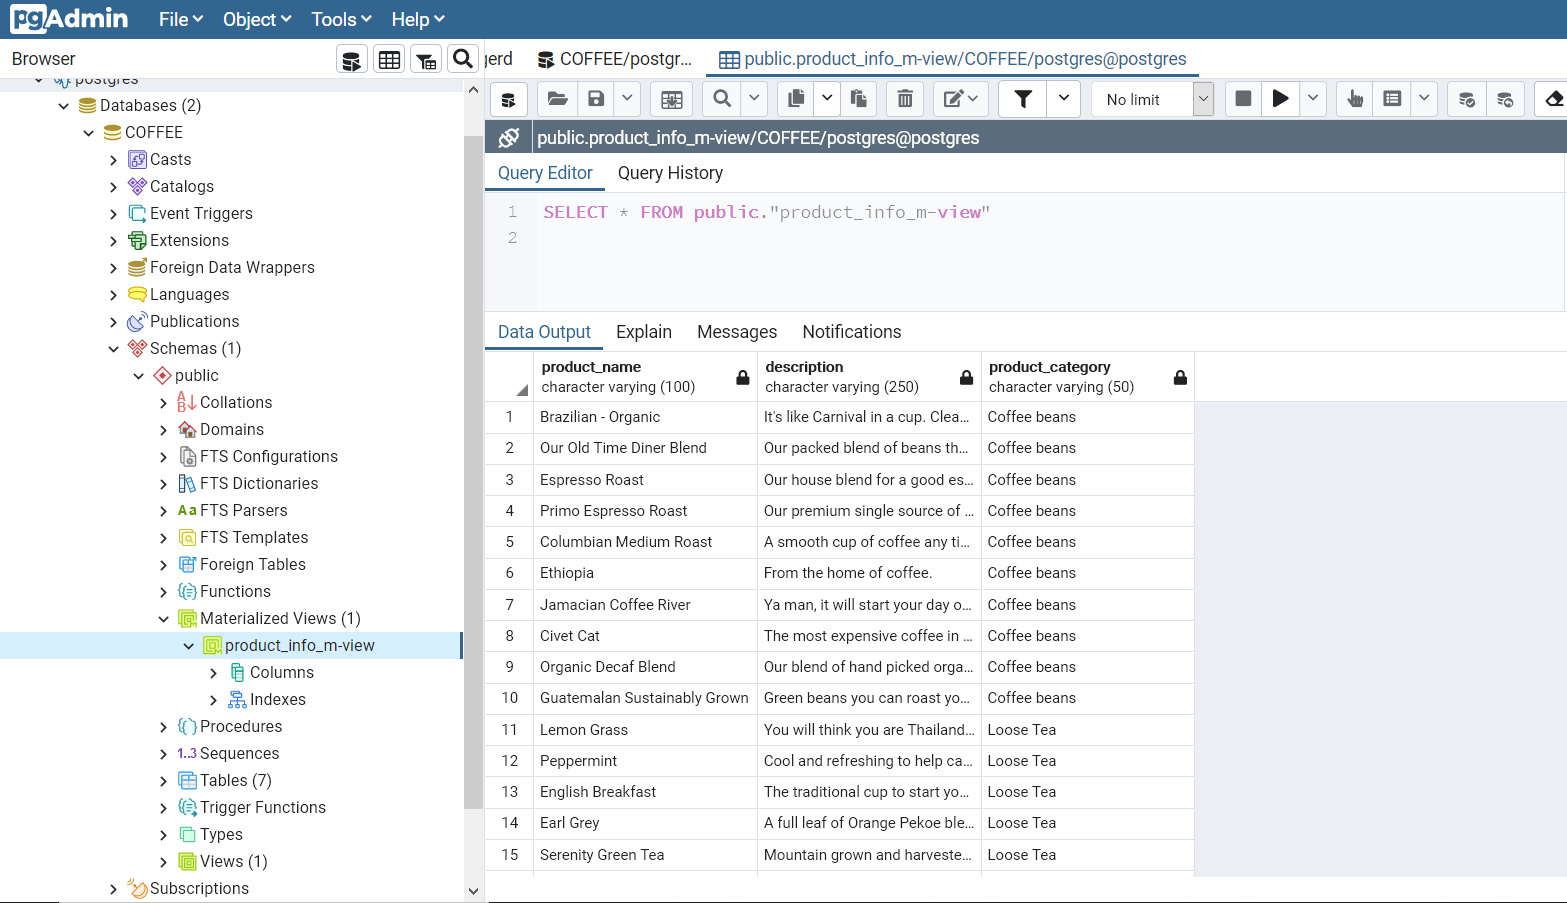 pgAdmin File Object Tools Help
Browser
gerd COFFEE/postgr... public.product_info_m-view/COFFEE/postgres@postgres
postgres
Databases (2)
COFFEE
Casts
Catalogs
Event Triggers
Extensions
Foreign Data Wrappers
Languages
Publications
Schemas (1)
public
Collations
Domains
FTS Configurations
FTS Dictionaries
Aa FTS Parsers
FTS Templates
Foreign Tables
Functions
Materialized Views (1)
product_info_m-view
Columns
Indexes
Procedures
1..3 Sequences
Tables (7)
Trigger Functions
Types
Views (1)
Subscriptions
No limit
public.product_info_m-view/COFFEE/postgres@postgres
Query Editor Query History
1 SELECT * FROM public."product_info_m-view"
2
Data Output Explain Messages Notifications
product_name description product_category
character varying (100) character varying (250) character varying (50)
1 Brazilian - Organic It's like Carnival in a cup. Clea... Coffee beans
2 Our Old Time Diner Blend Our packed blend of beans th... Coffee beans
3 Espresso Roast Our house blend for a good es... Coffee beans
4 Primo Espresso Roast Our premium single source of ... Coffee beans
5 Columbian Medium Roast A smooth cup of coffee any ti... Coffee beans
6 Ethiopia From the home of coffee. Coffee beans
7 Jamacian Coffee River Ya man, it will start your day o... Coffee beans
8 Civet Cat The most expensive coffee in ... Coffee beans
9 Organic Decaf Blend Our blend of hand picked orga... Coffee beans
10 Guatemalan Sustainably Grown Green beans you can roast yo... Coffee beans
11 Lemon Grass You will think you are Thailand... Loose Tea
12 Peppermint Cool and refreshing to help ca... Loose Tea
13 English Breakfast The traditional cup to start yo... Loose Tea
14 Earl Grey A full leaf of Orange Pekoe ble... Loose Tea
15 Serenity Green Tea Mountain grown and harveste... Loose Tea